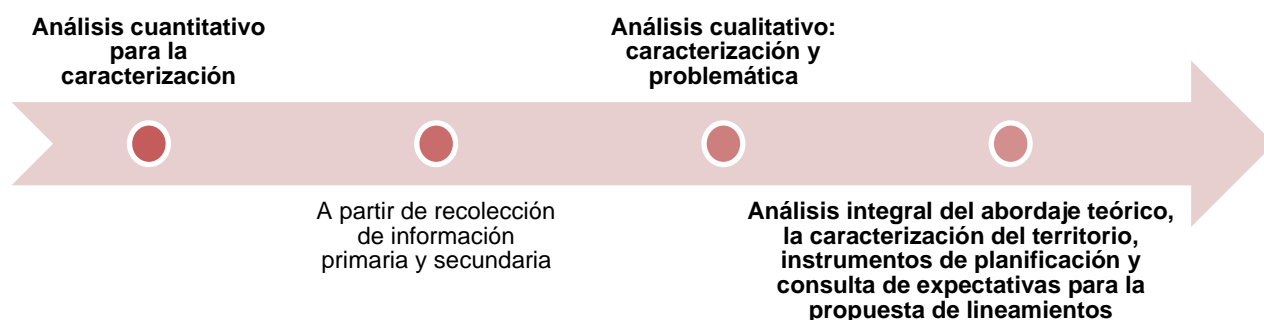 Análisis cuantitativo
para la
caracterización
A partir de recolección
de información
primaria y secundaria
Análisis cualitativo:
caracterización y
problemática
Análisis integral del abordaje teórico,
la caracterización del territorio,
instrumentos de planificación y
consulta de expectativas para la
propuesta de lineamientos